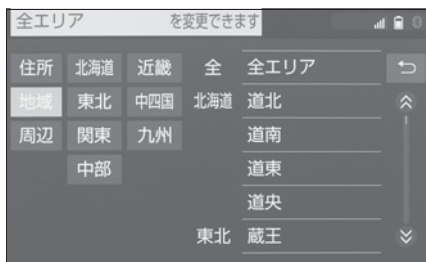 全エリア を変更できます
住所 北海道 近畿 全 全エリア
地域 東北 中四国 北海道 道北
周辺 関東 九州 道南
中部 道東
道央
東北 蔵王